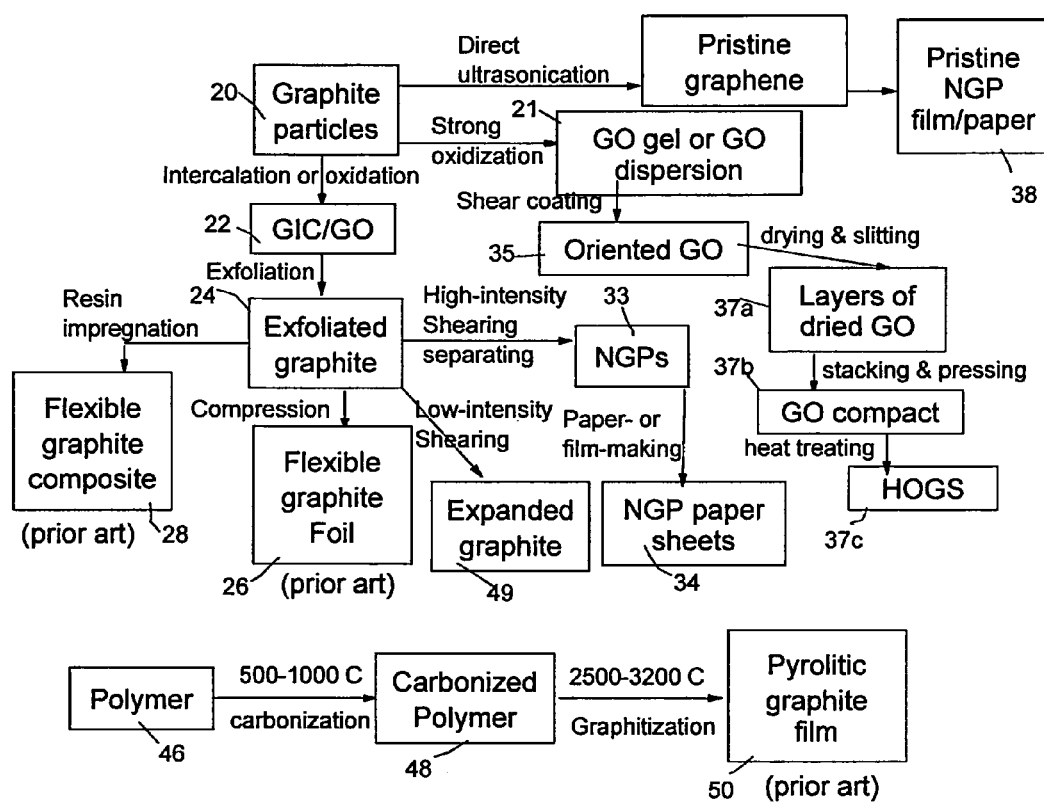 Direct
ultrasonication
Pristine
graphene
Pristine
NGP
film/paper
38
20
Graphite
particles
Strong
oxidization
21
GO gel or GO
dispersion
Intercalation or oxidation
Shear coating
22
GIC/GO
35
Oriented GO
drying & slitting
Exfoliation
24
Resin
impregnation
Exfoliated
graphite
High-intensity
Shearing
separating
33
NGPs
37a
Layers of
dried GO
37b
stacking & pressing
GO compact
heat treating
HOGS
37c
Flexible
graphite
composite
(prior art)
28
Compression
Flexible
graphite
Foil
26
(prior art)
Low-intensity
Shearing
Expanded
graphite
49
Paper- or
film-making
NGP paper
sheets
34
Polymer
46
500-1000 C
carbonization
Carbonized
Polymer
48
2500-3200 C
Graphitization
Pyrolitic
graphite
film
50
(prior art)